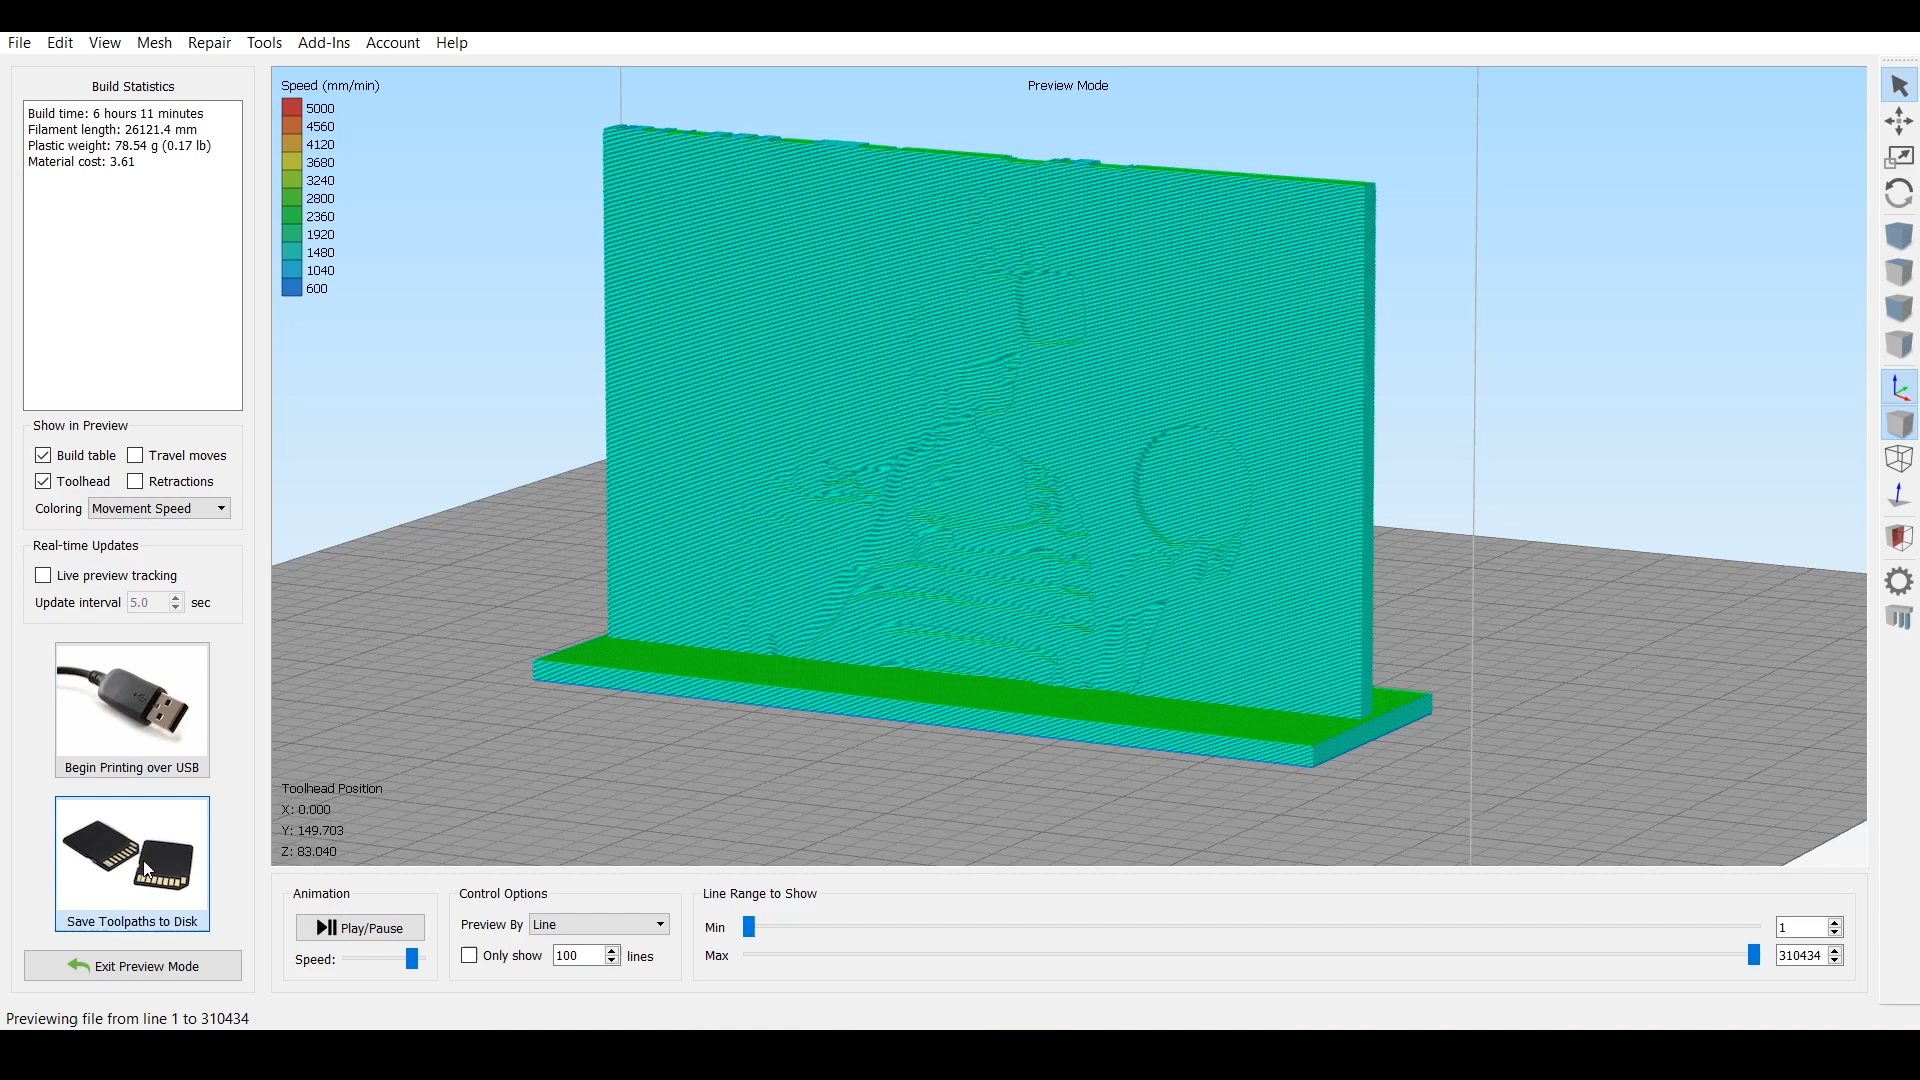 File Edit View Mesh Repair Tools Add-Ins Account Help
Build Statistics
Build time: 6 hours 11 minutes
Filament length: 26121.4 mm
Plastic weight: 78.54 g (0.17 lb)
Material cost: 3.61
Show in Preview
Build table Travel moves
Toolhead Retractions
Coloring Movement Speed
Real-time Updates
Live preview tracking
Update interval 5.0 sec
Begin Printing over USB
Save Toolpaths to Disk
Exit Preview Mode
Speed (mm/min)
5000
4560
4120
3680
3240
2800
2360
1920
1480
1040
600
Preview Mode
Toolhead Position
X: 0.000
Y: 149.703
Z: 83.040
Animation
Play/Pause
Speed:
Control Options
Preview By Line
Only show 100 lines
Line Range to Show
Min 1
Max 310434
Previewing file from line 1 to 310434